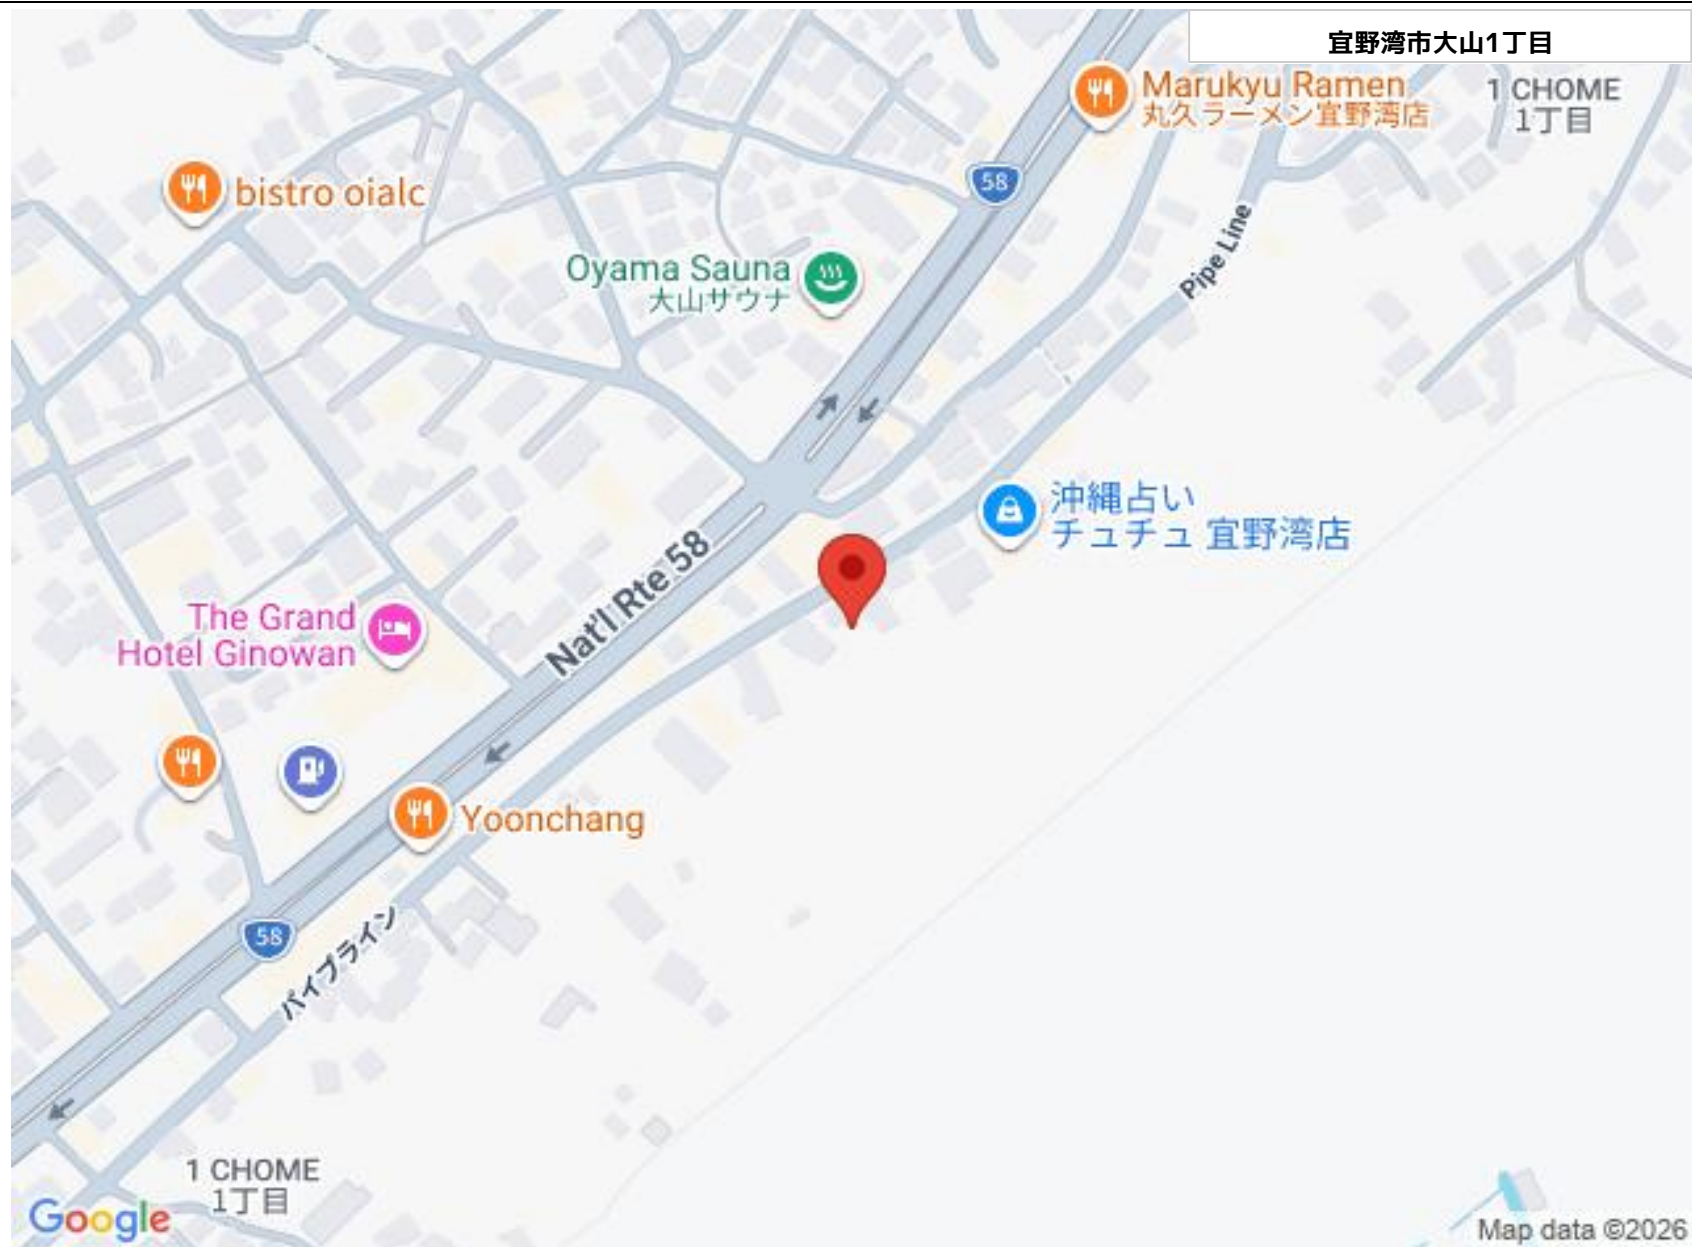 宜野湾市大山1丁目
Marukyu Ramen
丸久ラーメン宜野湾店
1 CHOME
1丁目
58
bistro oialc
Pipe Line
Oyama Sauna
大山サウナ
沖縄占い
チュチュ 宜野湾店
Nat'l Rte 58
The Grand
Hotel Ginowan
Yoonchang
58
パイプライン
1 CHOME
1丁目
Google
Map data ©2026